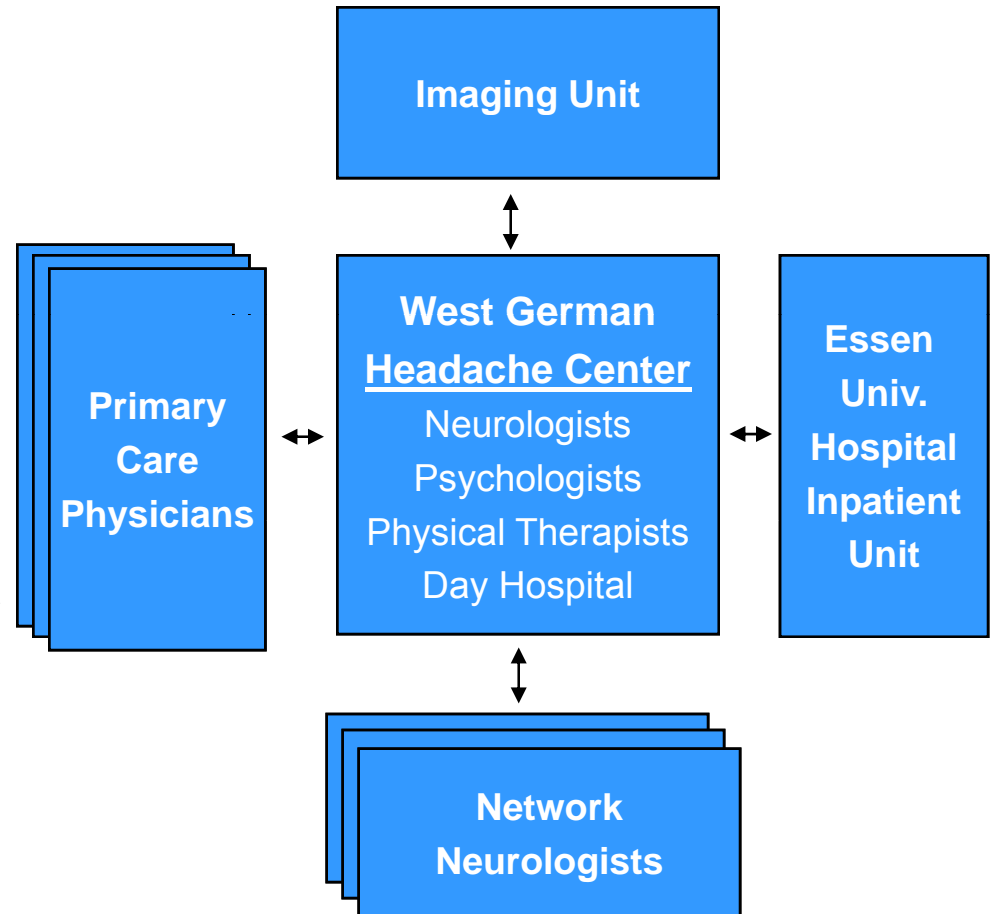 Imaging Unit
West German
Headache Center
Neurologists
Psychologists
Physical Therapists
Day Hospital
Primary
Care
Physicians
Essen
Univ.
Hospital
Inpatient
Unit
Network
Neurologists